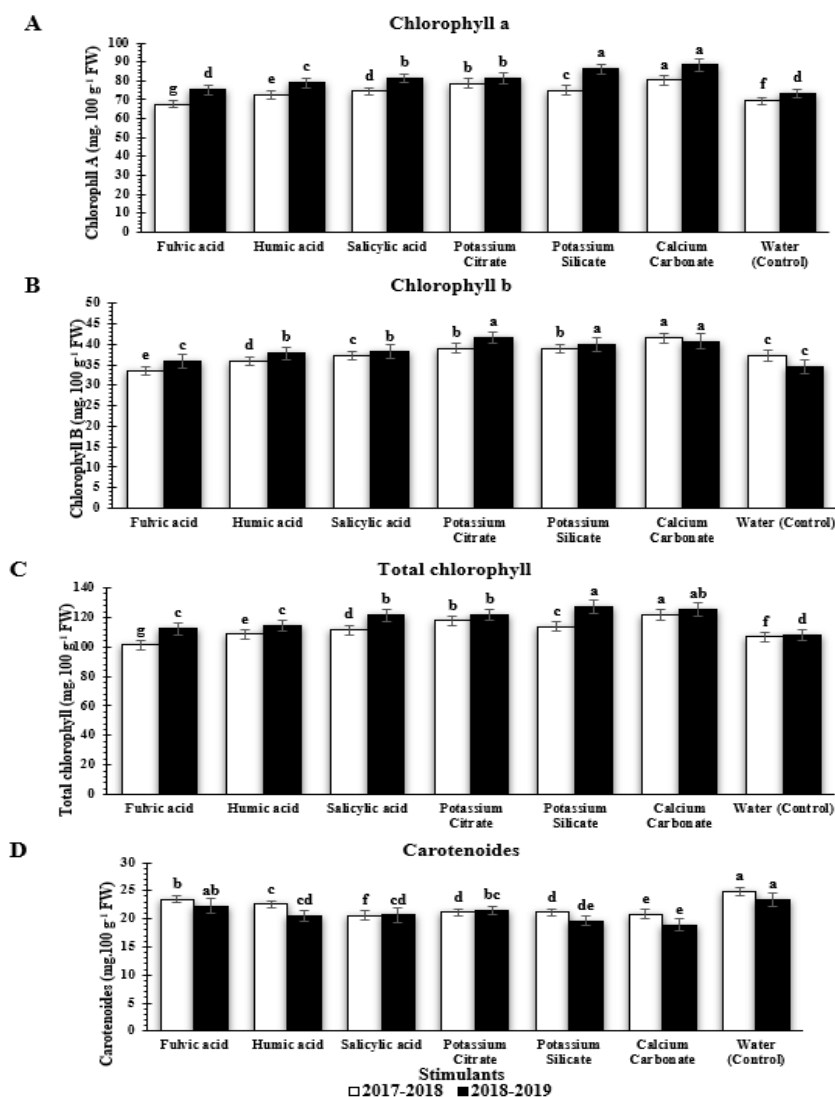 A
Chlorophyll a
Chlorophll A (mg. 100 g⁻¹ FW)
100
90
80
70
60
50
40
30
20
10
0
g d e c d b b b c a a a f d
Fulvic acid Humic acid Salicylic acid Potassium Citrate Potassium Silicate Calcium Carbonate Water (Control)
B
Chlorophyll b
Chlorophyll B (mg. 100 g⁻¹ FW)
50
45
40
35
30
25
20
15
10
5
0
e c d b c b b a b a a a c c
Fulvic acid Humic acid Salicylic acid Potassium Citrate Potassium Silicate Calcium Carbonate Water (Control)
C
Total chlorophyll
Total chlorophyll (mg. 100 g⁻¹ FW)
140
120
100
80
60
40
20
0
g c e c d b b b c a a ab f d
Fulvic acid Humic acid Salicylic acid Potassium Citrate Potassium Silicate Calcium Carbonate Water (Control)
D
Carotenoides
Carotenoides (mg.100 g⁻¹ FW)
30
25
20
15
10
5
0
b ab c cd f cd d bc d de e e a a
Fulvic acid Humic acid Salicylic acid Potassium Citrate Potassium Silicate Calcium Carbonate Water (Control)
Stimulants
2017-2018 2018-2019